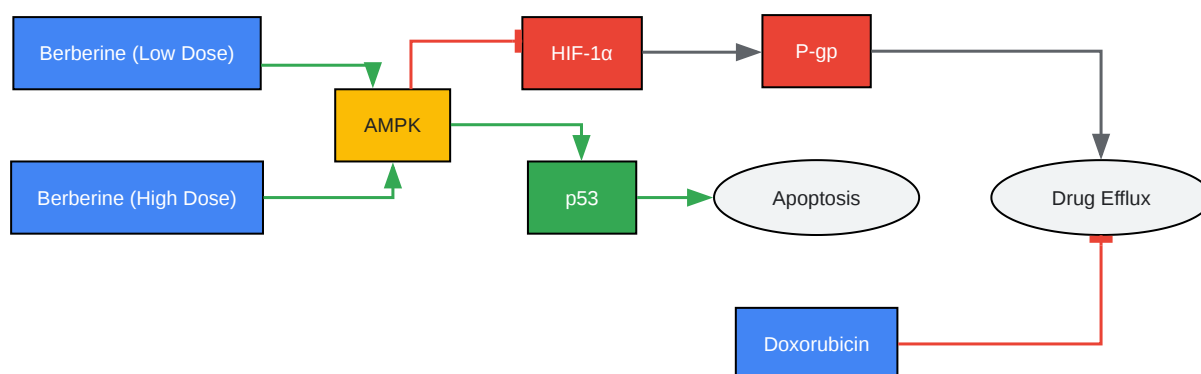 Berberine (Low Dose)
HIF-1α
P-gp
AMPK
Berberine (High Dose)
p53
Apoptosis
Drug Efflux
Doxorubicin